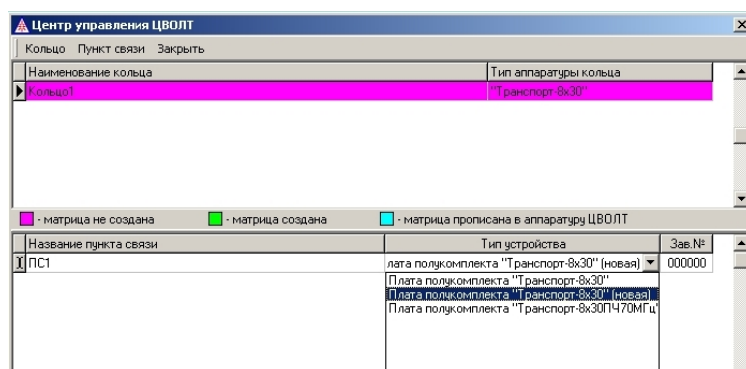 Центр управления ЦВОЛТ
Кольцо Пункт связи Закрыть
Наименование кольца Тип аппаратуры кольца
Кольцо1 "Транспорт-8х30"
- матрица не создана - матрица создана - матрица прописана в аппаратуру ЦВОЛТ
Название пункта связи Тип устройства Зав.№
ПС1 лата полукомплекта "Транспорт-8х30" (новая) 000000
Плата полукомплекта "Транспорт-8х30"
Плата полукомплекта "Транспорт-8х30" (новая)
Плата полукомплекта "Транспорт-8х30ПЧ70МГц"